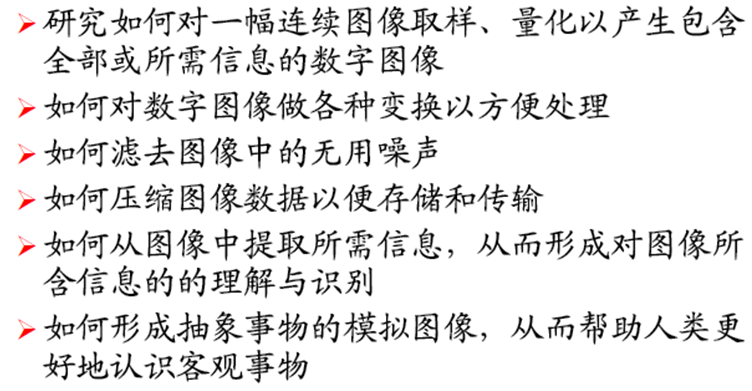 研究如何对一幅连续图像取样、量化以产生包含
全部或所需信息的数字图像
如何对数字图像做各种变换以方便处理
如何滤去图像中的无用噪声
如何压缩图像数据以便存储和传输
如何从图像中提取所需信息，从而形成对图像所
含信息的的理解与识别
如何形成抽象事物的模拟图像，从而帮助人类更
好地认识客观事物